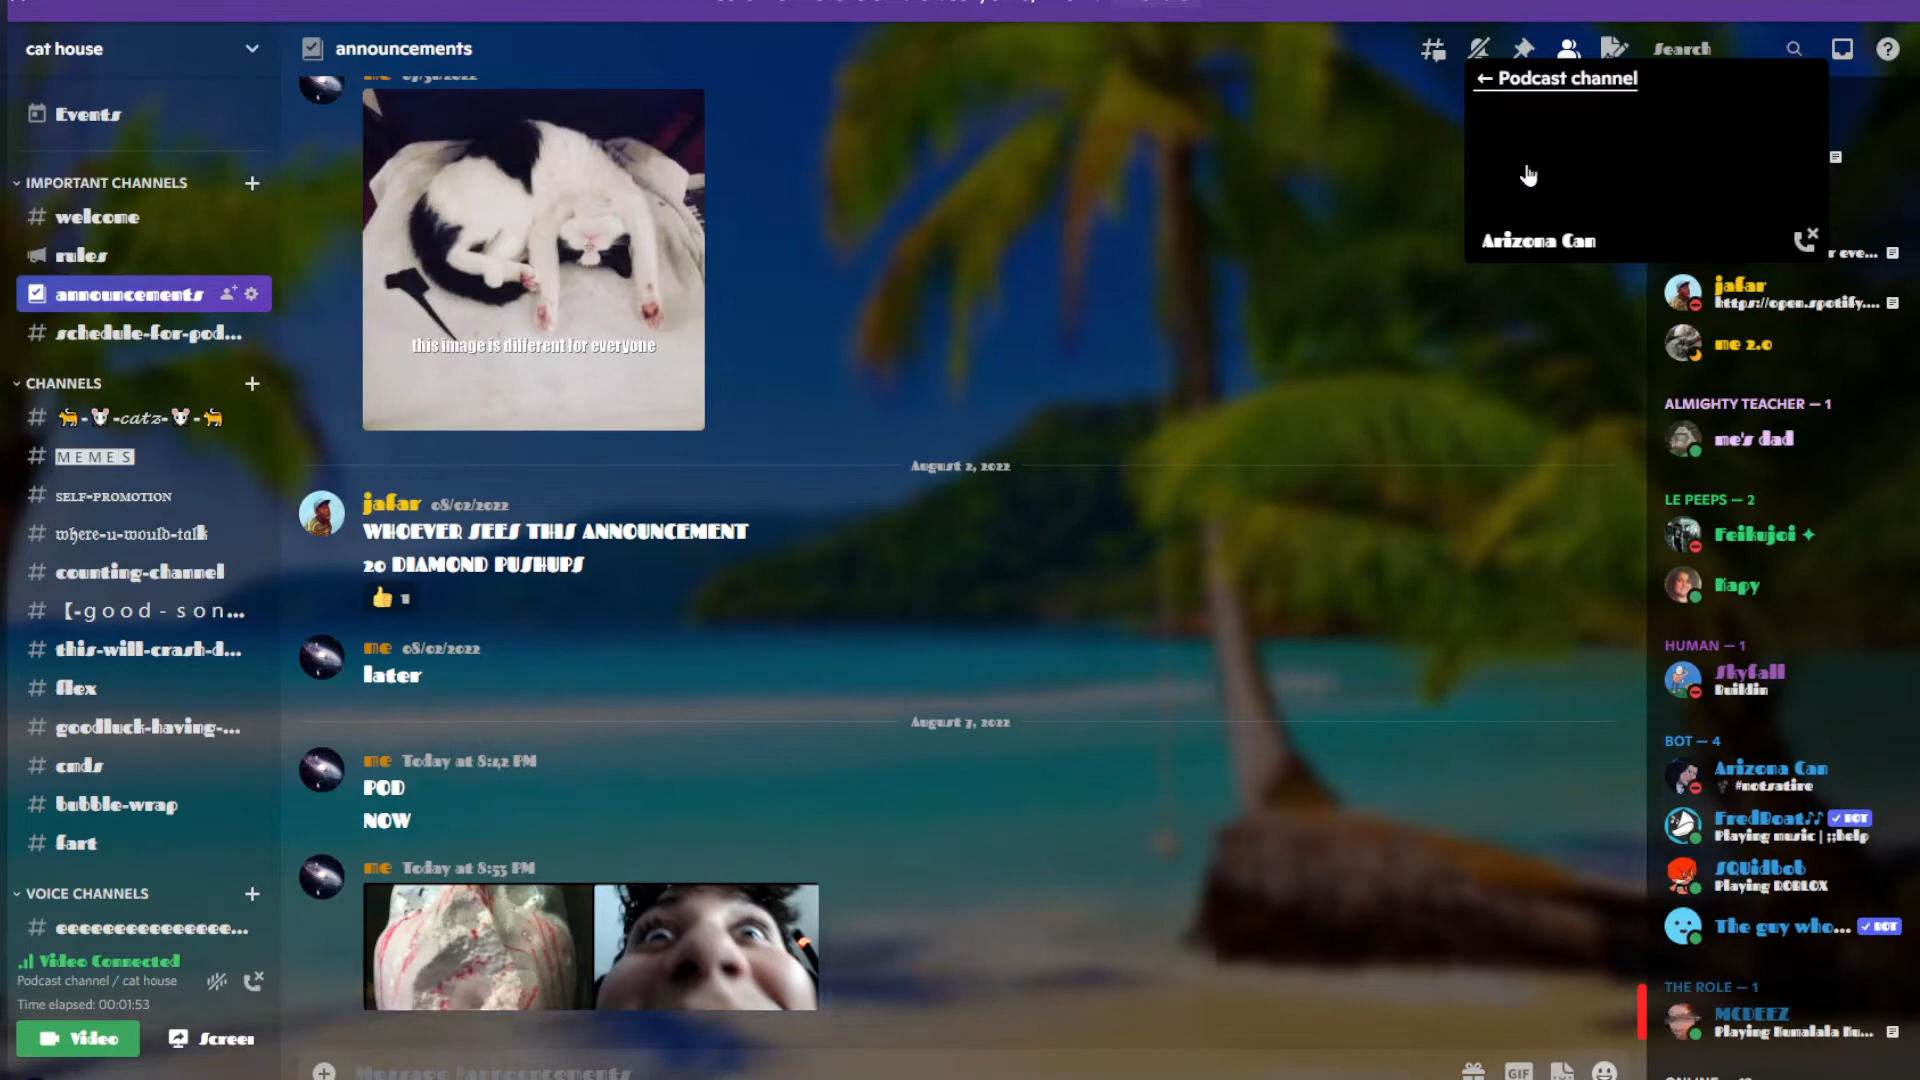 cat house
announcements
Search
← Podcast channel
Arizona Can
Events
IMPORTANT CHANNELS
welcome
rules
announcements
schedule-for-pod...
CHANNELS
🐈-🐭-𝓬𝓪𝓽𝔃-🐭-🐈
MEMES
SELF-PROMOTION
where-u-would-talk
counting-channel
【-ｇｏｏｄ - ｓｏｎ...
this-will-crash-d...
flex
goodluck-having-...
cmds
bubble-wrap
fart
VOICE CHANNELS
Video Connected
Podcast channel / cat house
Time elapsed: 00:01:53
Video
Screen
this image is different for everyone
August 2, 2022
jafar 08/02/2022
WHOEVER SEES THIS ANNOUNCEMENT
20 DIAMOND PUSHUPS
👍 1
me 08/02/2022
later
August 7, 2022
me Today at 8:42 PM
POD
NOW
me Today at 8:53 PM
Message #announcements
GIF
r eve...
jafar
https://open.spotify....
me 2.0
ALMIGHTY TEACHER — 1
me's dad
LE PEEPS — 2
Feikujoi ✦
Kapy
HUMAN — 1
Skyfall
Buildin
BOT — 4
Arizona Can
#notsatire
FredBoat♪♪ ✓ BOT
Playing music | ;;help
SQUidbob
Playing ROBLOX
The guy who... ✓ BOT
THE ROLE — 1
MCDEEZ